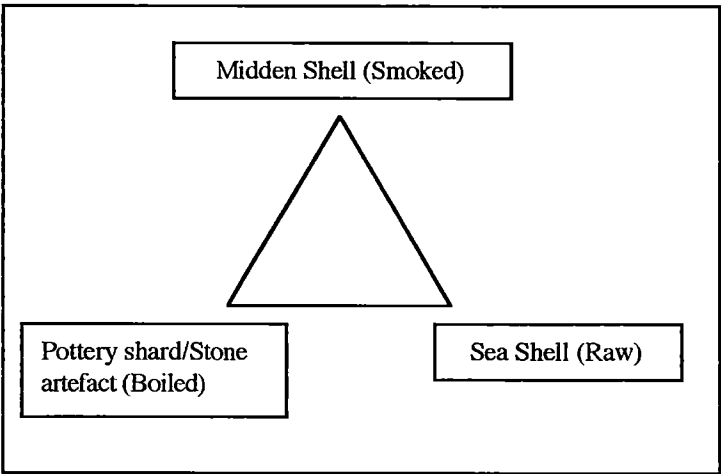 Midden Shell (Smoked)
Pottery shard/Stone
artefact (Boiled)
Sea Shell (Raw)